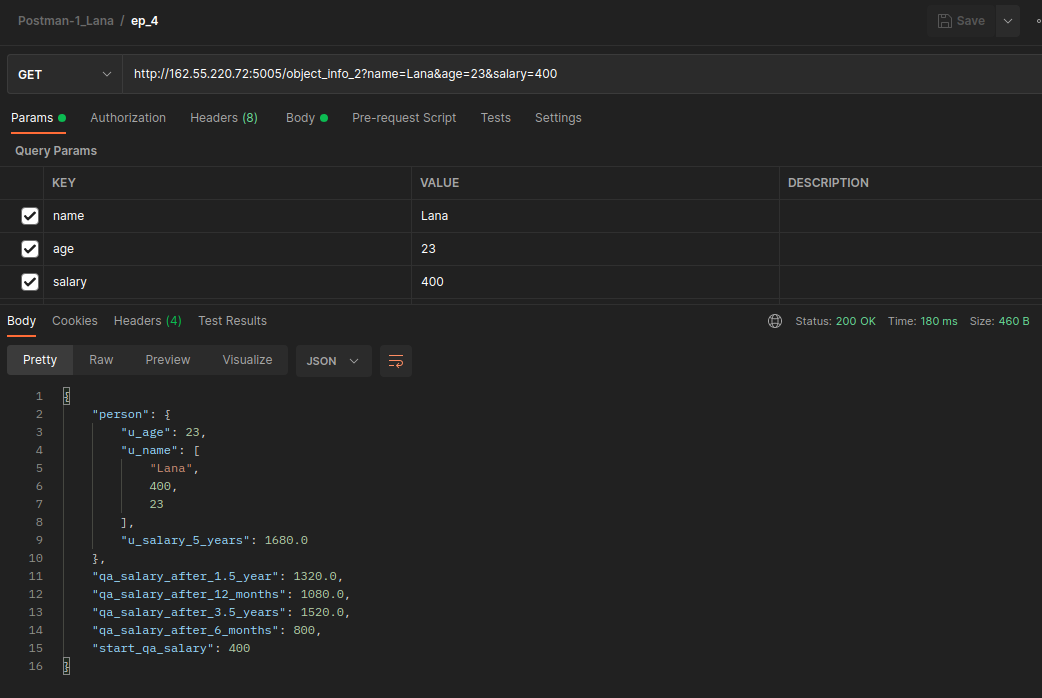 Postman-1_Lana / ep_4
Save
GET
http://162.55.220.72:5005/object_info_2?name=Lana&age=23&salary=400
Params Authorization Headers (8) Body Pre-request Script Tests Settings
Query Params
KEY VALUE DESCRIPTION
name Lana
age 23
salary 400
Body Cookies Headers (4) Test Results
Status: 200 OK Time: 180 ms Size: 460 B
Pretty Raw Preview Visualize JSON
1 {
2 "person": {
3 "u_age": 23,
4 "u_name": [
5 "Lana",
6 400,
7 23
8 ],
9 "u_salary_5_years": 1680.0
10 },
11 "qa_salary_after_1.5_year": 1320.0,
12 "qa_salary_after_12_months": 1080.0,
13 "qa_salary_after_3.5_years": 1520.0,
14 "qa_salary_after_6_months": 800,
15 "start_qa_salary": 400
16 }